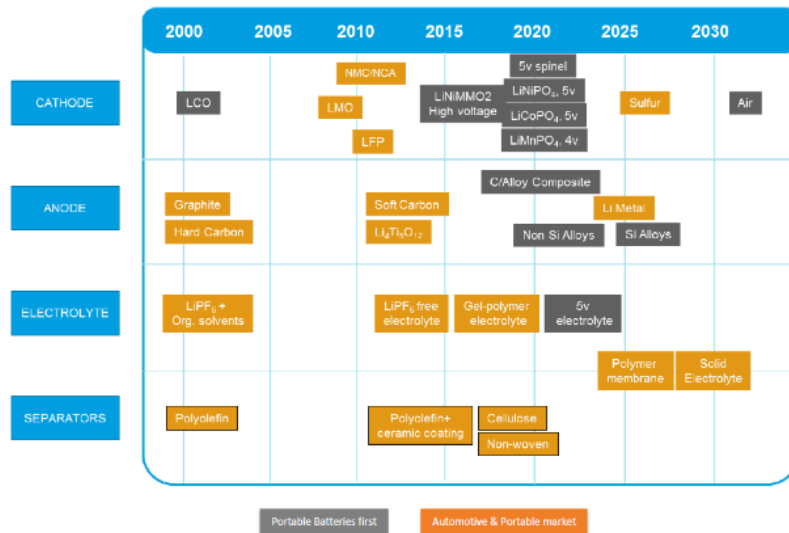 2000 2005 2010 2015 2020 2025 2030
CATHODE
LCO
NMC/NCA
LMO
LFP
LiNiMMO2
High voltage
5v spinel
LiNiPO₄, 5v
LiCoPO₄, 5v
LiMnPO₄, 4v
Sulfur
Air
ANODE
Graphite
Hard Carbon
Soft Carbon
Li₄Ti₅O₁₂
C/Alloy Composite
Non Si Alloys
Li Metal
Si Alloys
ELECTROLYTE
LiPF₆ +
Org. solvents
LiPF₆ free
electrolyte
Gel-polymer
electrolyte
5v
electrolyte
Polymer
membrane
Solid
Electrolyte
SEPARATORS
Polyolefin
Polyolefin+
ceramic coating
Cellulose
Non-woven
Portable Batteries first
Automotive & Portable market